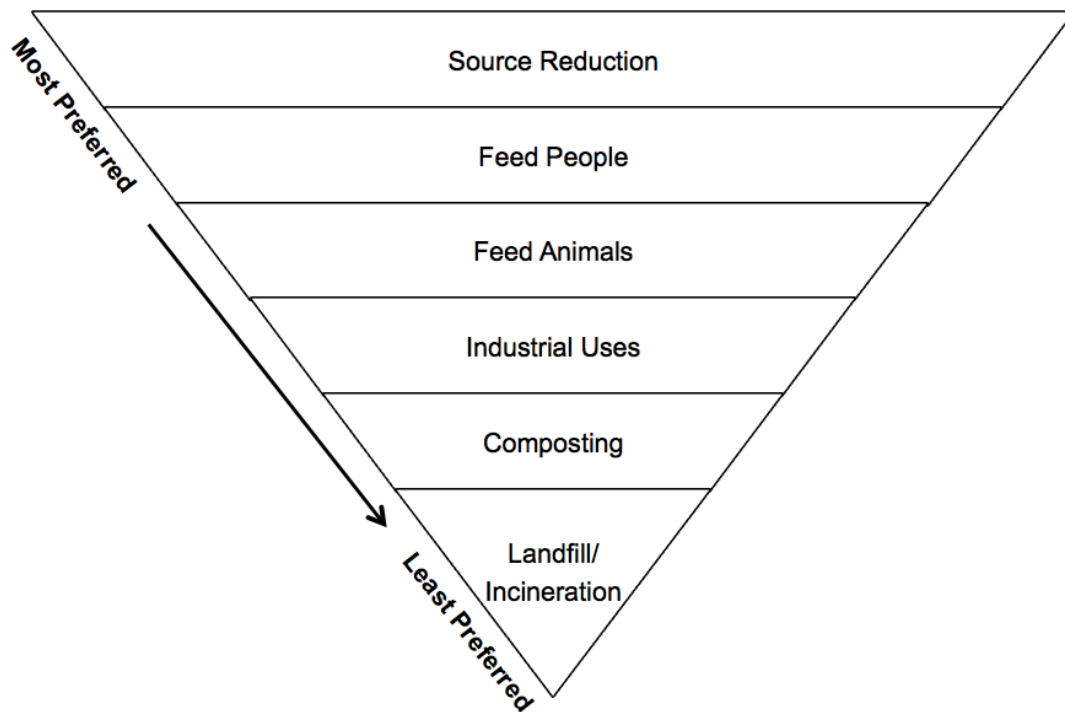 Most Preferred
Source Reduction
Feed People
Feed Animals
Industrial Uses
Composting
Landfill/
Incineration
Least Preferred